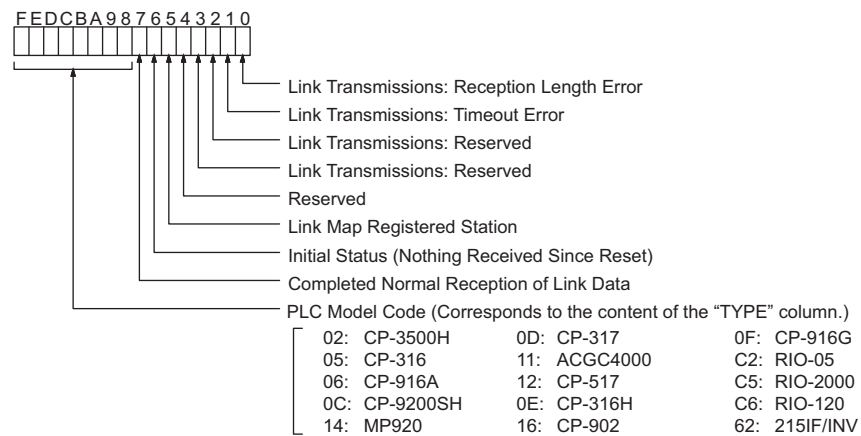 FEDCBA9876543210
Link Transmissions: Reception Length Error
Link Transmissions: Timeout Error
Link Transmissions: Reserved
Link Transmissions: Reserved
Reserved
Link Map Registered Station
Initial Status (Nothing Received Since Reset)
Completed Normal Reception of Link Data
PLC Model Code (Corresponds to the content of the “TYPE” column.)
02: CP-3500H 0D: CP-317 0F: CP-916G
05: CP-316 11: ACGC4000 C2: RIO-05
06: CP-916A 12: CP-517 C5: RIO-2000
0C: CP-9200SH 0E: CP-316H C6: RIO-120
14: MP920 16: CP-902 62: 215IF/INV